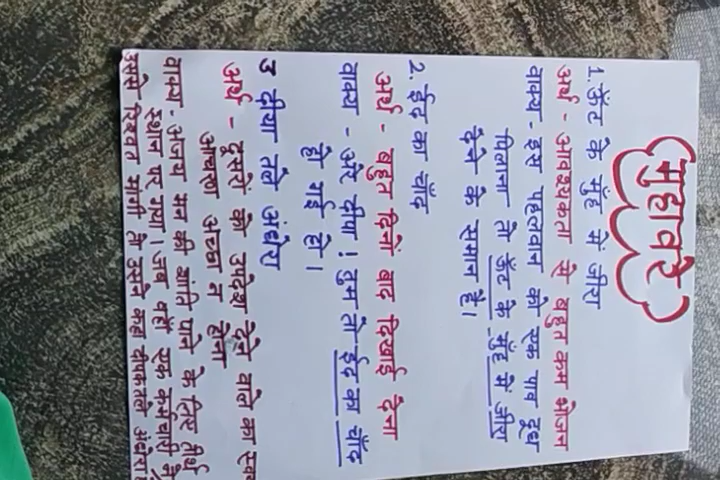 मुहावरे
1. ऊँट के मुँह में जीरा
अर्थ - आवश्यकता से बहुत कम भोजन
वाक्य - इस पहलवान को एक पाव दूध
पिलाना तो ऊँट के मुँह में जीरा
देने के समान है।
2. ईद का चाँद
अर्थ - बहुत दिनों बाद दिखाई देना
वाक्य - अरे दीपा ! तुम तो ईद का चाँद
हो गई हो।
3 दीया तले अंधेरा
अर्थ - दूसरों को उपदेश देने वाले का स्वयं
आचरण अच्छा न होना
वाक्य - अजय मन की शांति पाने के लिए तीर्थ
स्थान पर गया। जब वहाँ एक कर्मचारी ने
उससे रिश्वत माँगी तो उसने कहा दीपक तले अंधेरा।